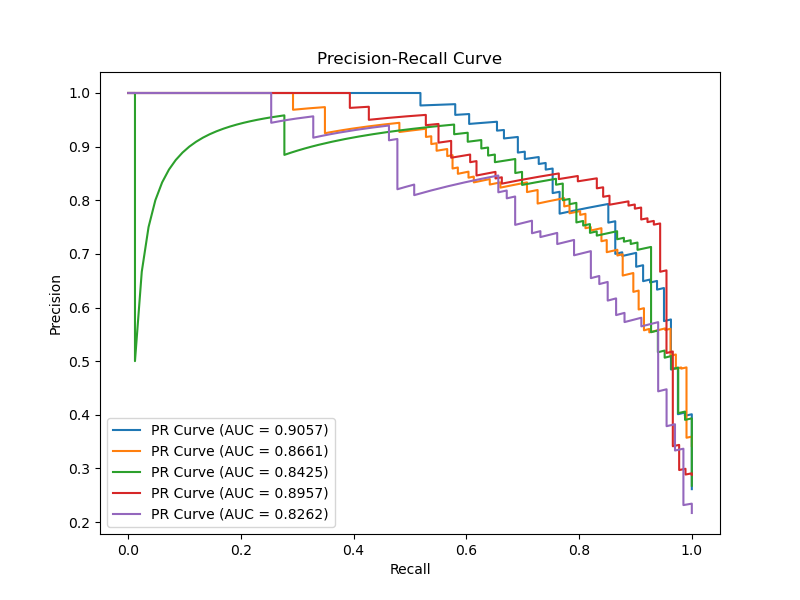 Precision-Recall Curve
1.0
0.9
0.8
0.7
0.6
0.5
0.4
0.3
0.2
Precision
PR Curve (AUC = 0.9057)
PR Curve (AUC = 0.8661)
PR Curve (AUC = 0.8425)
PR Curve (AUC = 0.8957)
PR Curve (AUC = 0.8262)
0.0 0.2 0.4 0.6 0.8 1.0
Recall